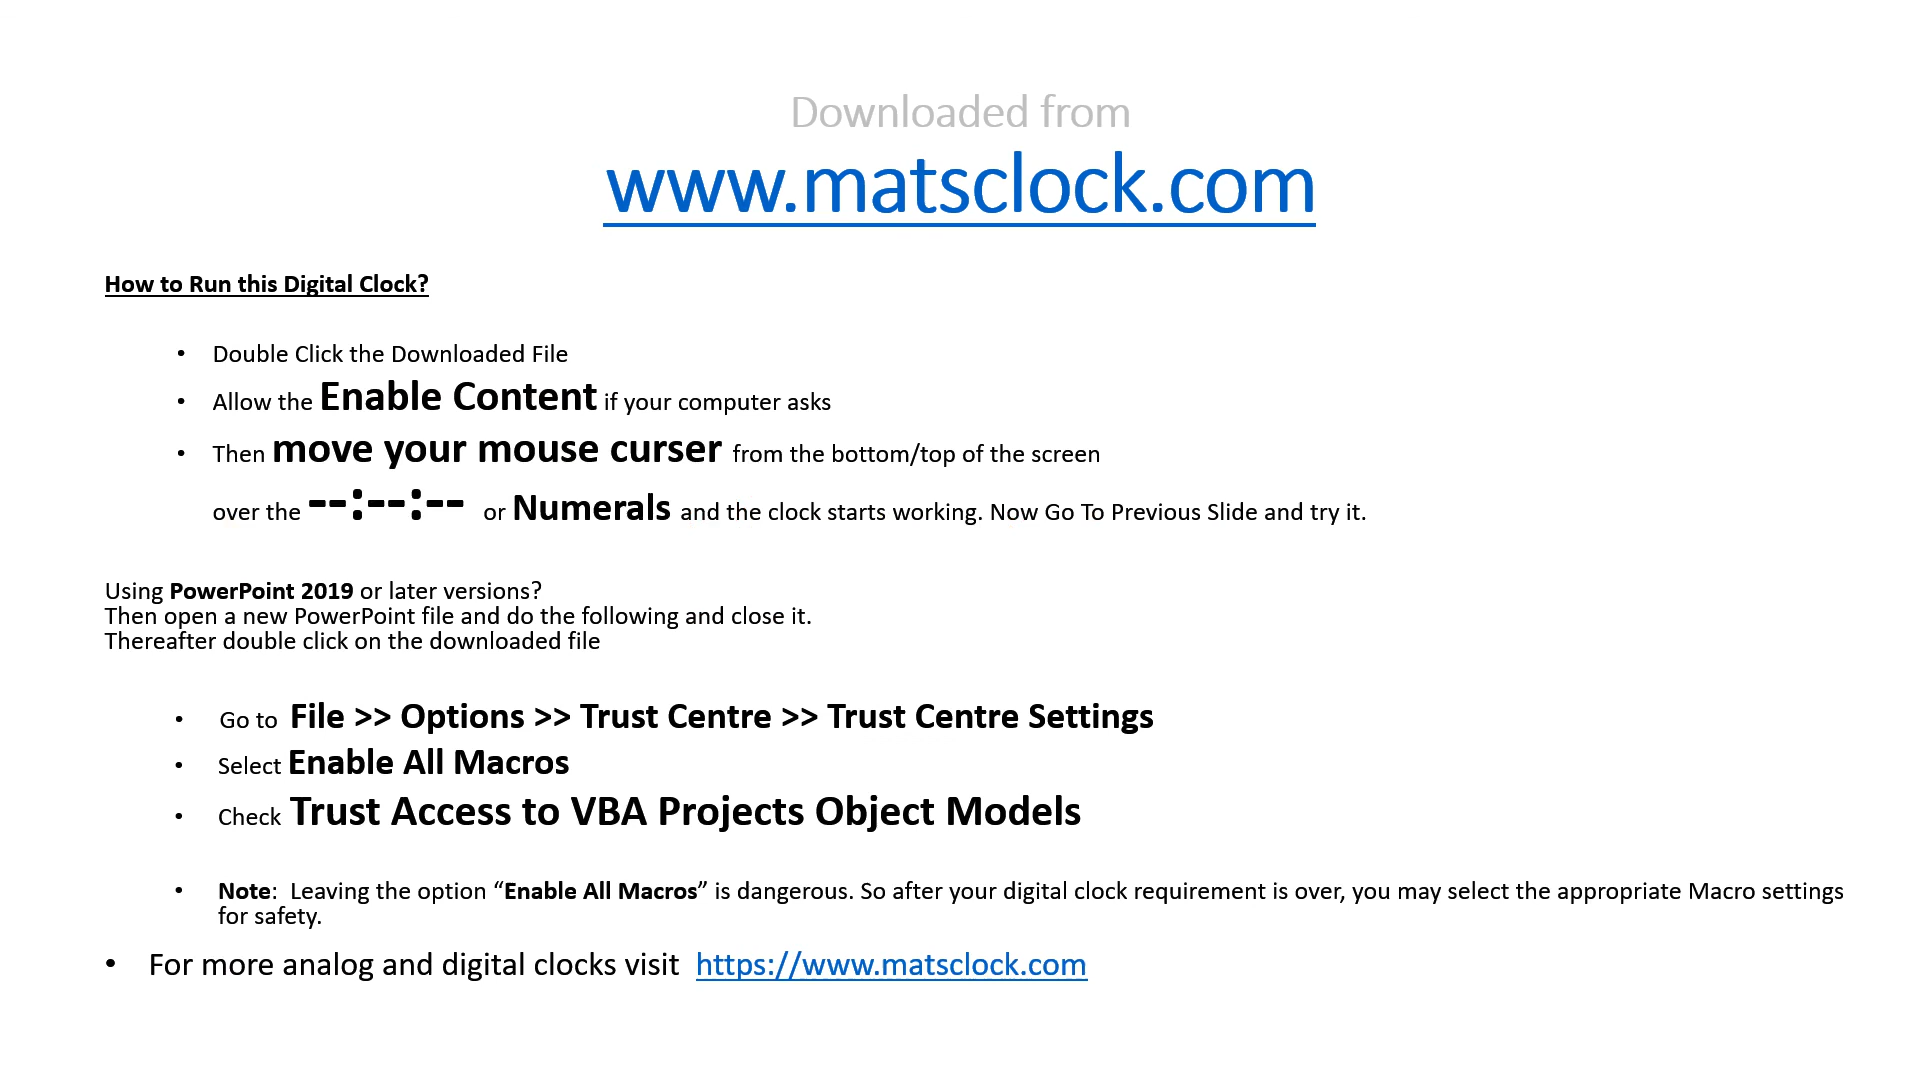 Downloaded from
www.matsclock.com
How to Run this Digital Clock?
• Double Click the Downloaded File
• Allow the Enable Content if your computer asks
• Then move your mouse curser from the bottom/top of the screen
over the --:--:-- or Numerals and the clock starts working. Now Go To Previous Slide and try it.
Using PowerPoint 2019 or later versions?
Then open a new PowerPoint file and do the following and close it.
Thereafter double click on the downloaded file
• Go to File >> Options >> Trust Centre >> Trust Centre Settings
• Select Enable All Macros
• Check Trust Access to VBA Projects Object Models
• Note: Leaving the option “Enable All Macros” is dangerous. So after your digital clock requirement is over, you may select the appropriate Macro settings
for safety.
• For more analog and digital clocks visit https://www.matsclock.com